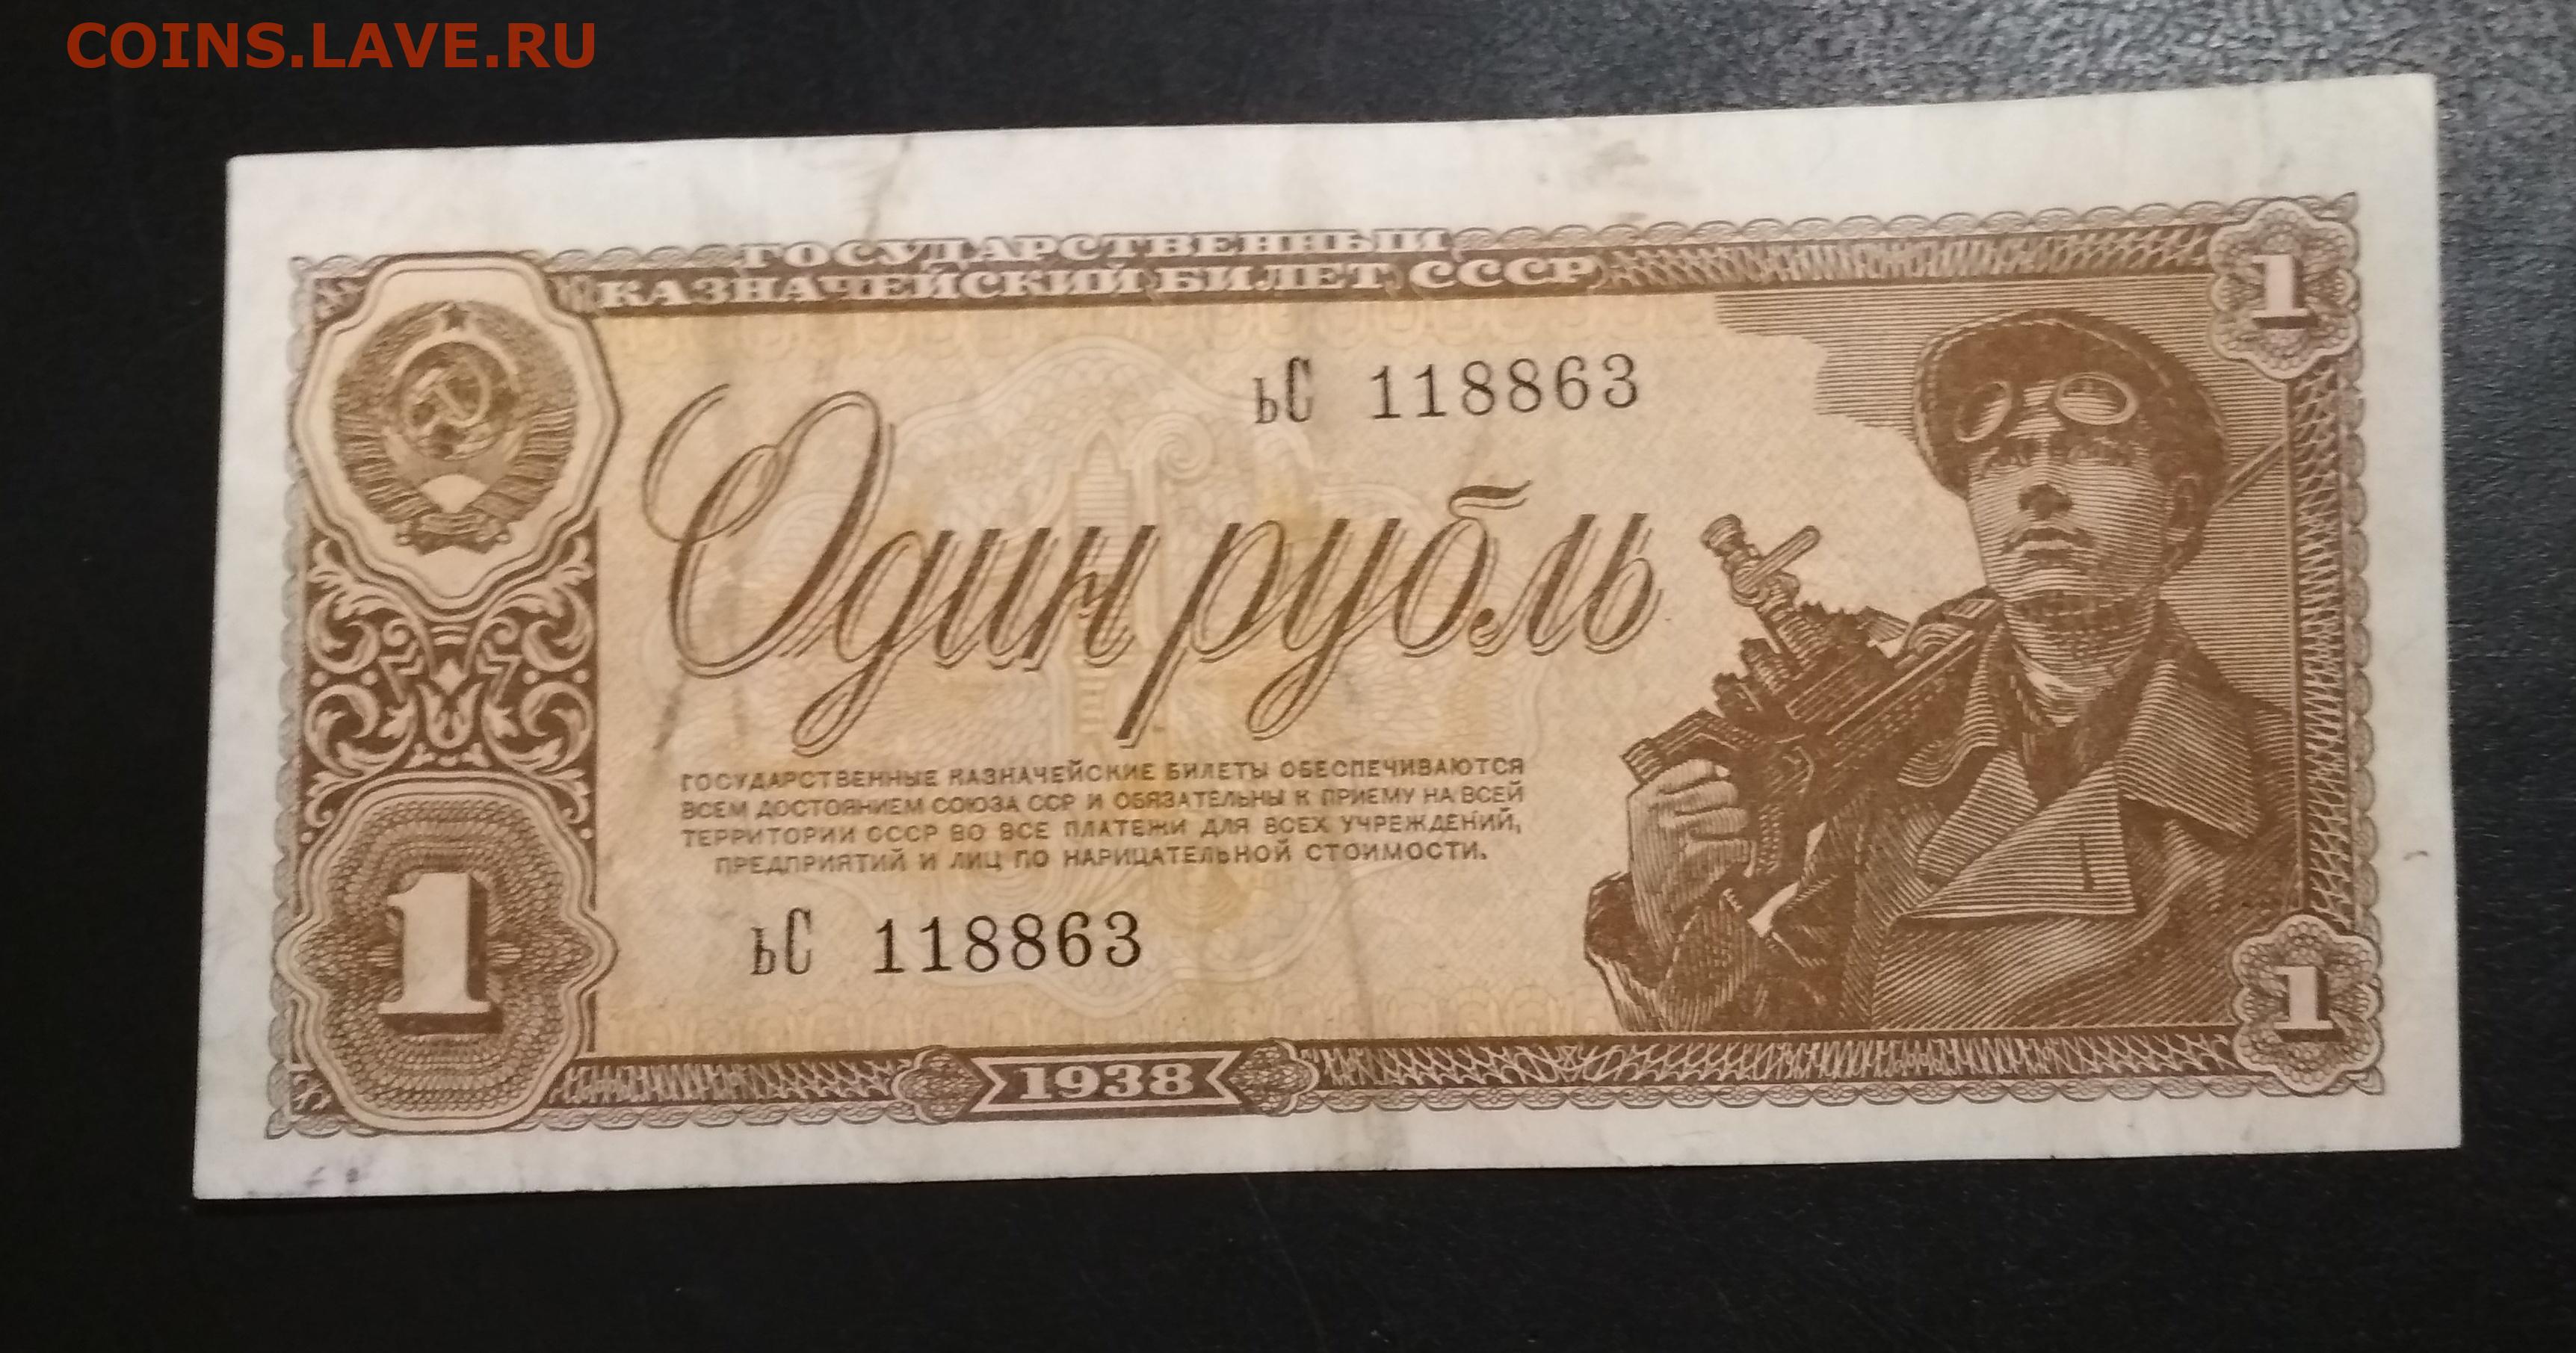 COINS.LAVE.RU
ГОСУДАРСТВЕННЫЙ
КАЗНАЧЕЙСКИЙ БИЛЕТ СССР
1
ьС 118863
Один рубль
ГОСУДАРСТВЕННЫЕ КАЗНАЧЕЙСКИЕ БИЛЕТЫ ОБЕСПЕЧИВАЮТСЯ
ВСЕМ ДОСТОЯНИЕМ СОЮЗА ССР И ОБЯЗАТЕЛЬНЫ К ПРИЕМУ НА ВСЕЙ
ТЕРРИТОРИИ СССР ВО ВСЕ ПЛАТЕЖИ ДЛЯ ВСЕХ УЧРЕЖДЕНИЙ,
ПРЕДПРИЯТИЙ И ЛИЦ ПО НАРИЦАТЕЛЬНОЙ СТОИМОСТИ.
1
ьС 118863
1
1938